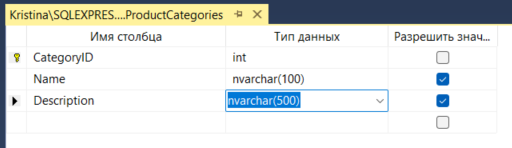 Kristina\SQLEXPRES....ProductCategories
Имя столбца Тип данных Разрешить знач...
CategoryID int
Name nvarchar(100)
Description nvarchar(500)